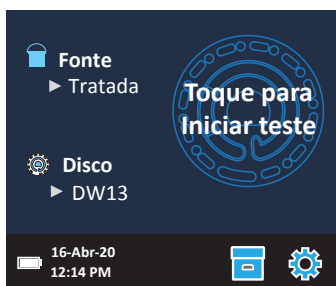 Fonte
► Tratada
Toque para
Iniciar teste
Disco
► DW13
16-Abr-20
12:14 PM